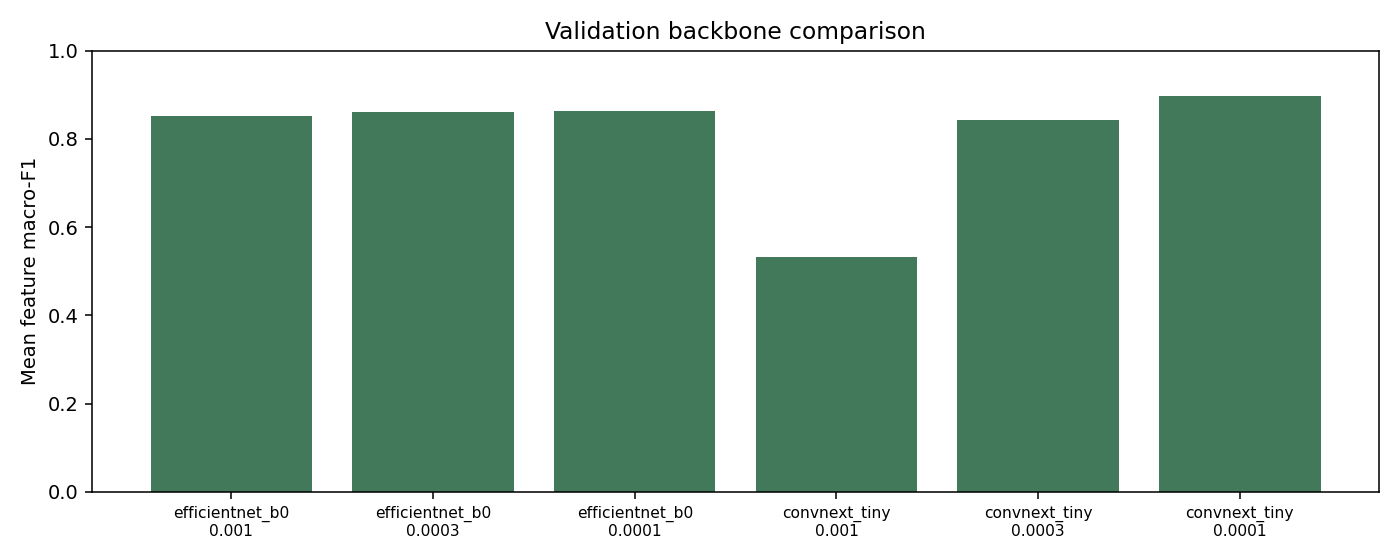 Validation backbone comparison
Mean feature macro-F1
1.0
0.8
0.6
0.4
0.2
0.0
efficientnet_b0
0.001
efficientnet_b0
0.0003
efficientnet_b0
0.0001
convnext_tiny
0.001
convnext_tiny
0.0003
convnext_tiny
0.0001